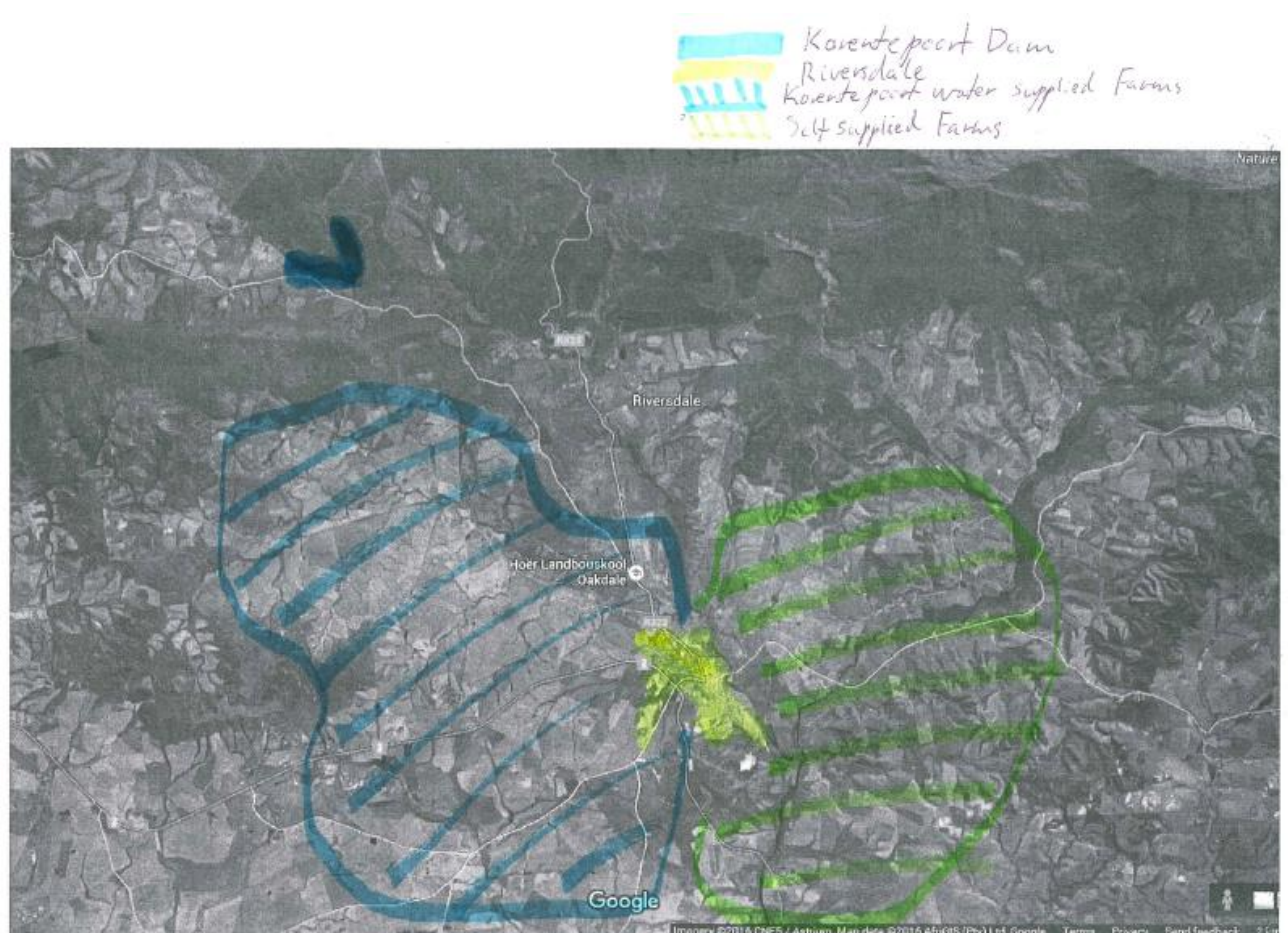 Korentepoort Dam
Riversdale
Korentepoort water supplied Farms
Self supplied Farms
Nature
Riversdale
Hoër Landbouskool
Oakdale
Google
Imagery ©2016 CNES / Astrium, Map data ©2016 AfriGIS (Pty) Ltd, Google Terms Privacy Send feedback